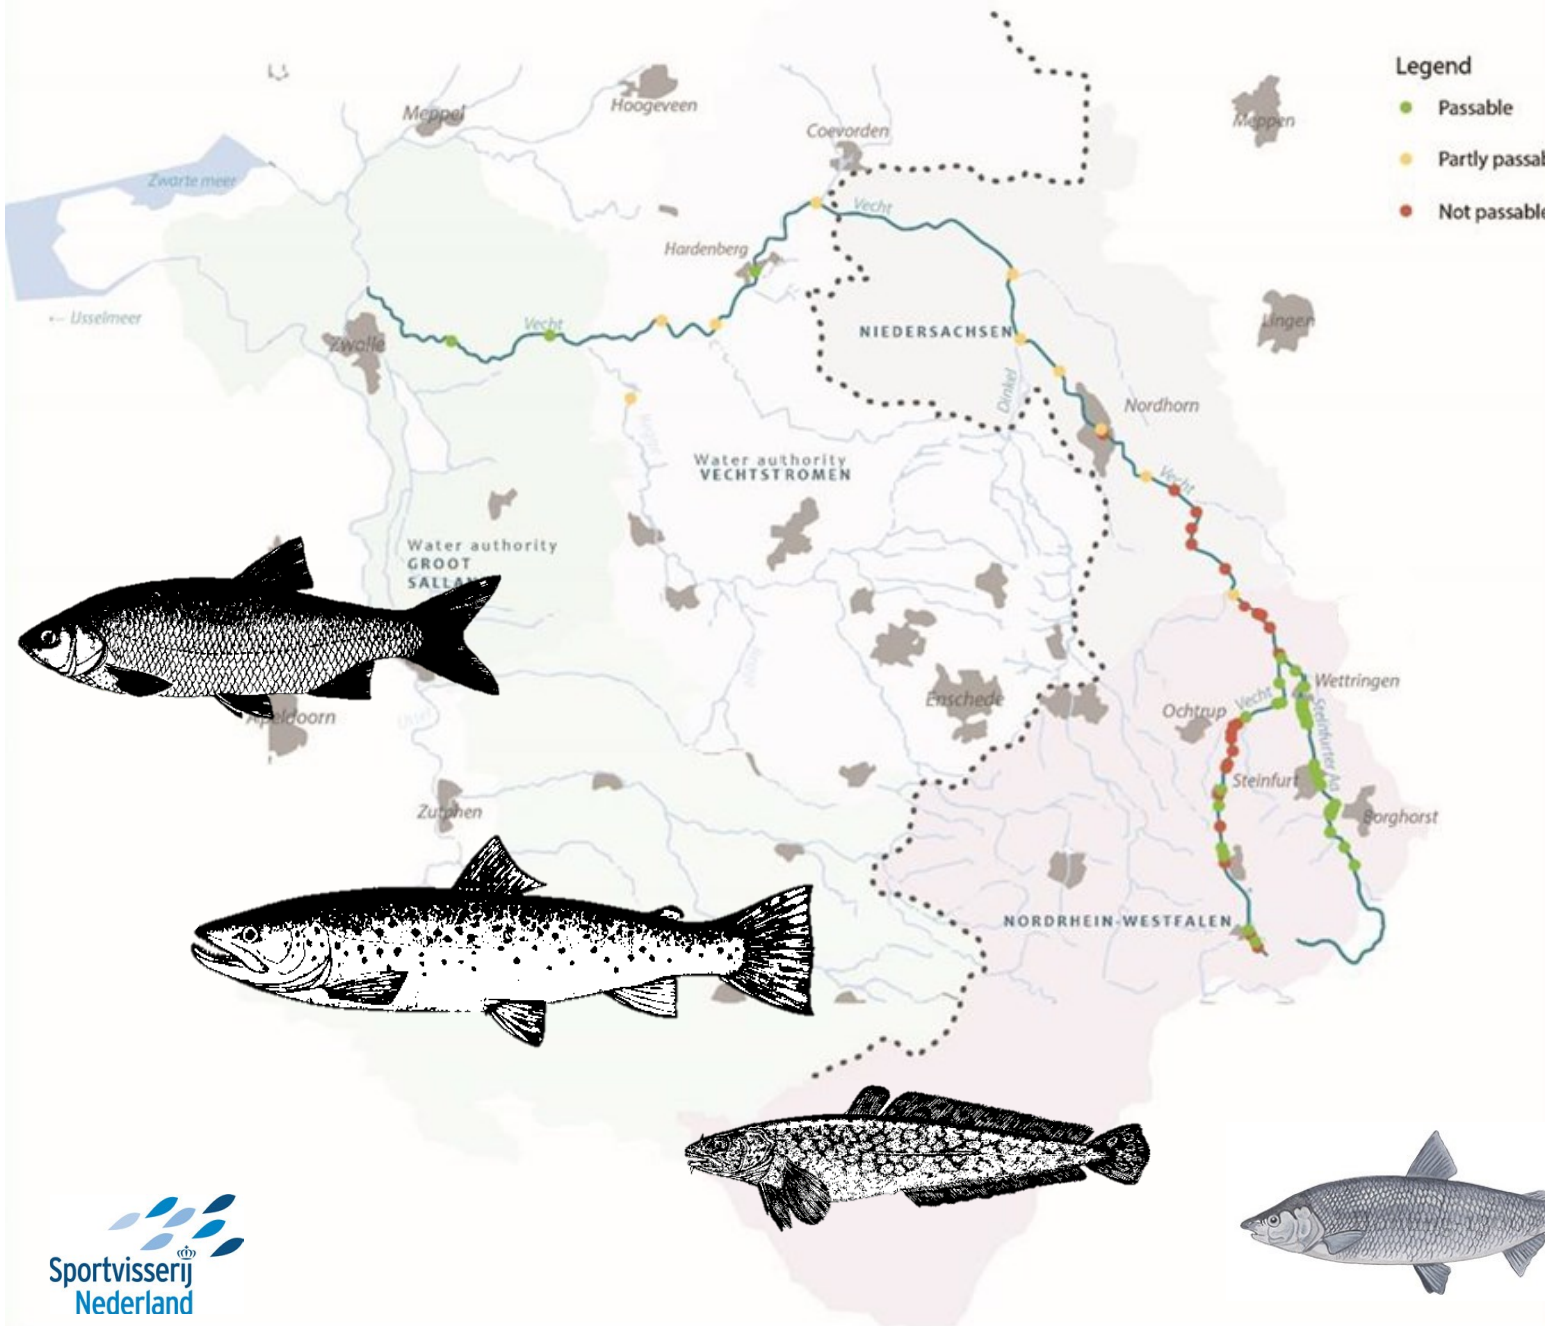 Legend
Passable
Partly passab
Not passable
Meppel
Hoogeveen
Meppen
Coevorden
Zwarte meer
Vecht
Hardenberg
← IJsselmeer
Vecht
Zwolle
NIEDERSACHSEN
Lingen
Dinkel
Nordhorn
Water authority
VECHTSTROMEN
Vecht
Water authority
GROOT
SALLAN
Wettringen
Enschede
Vecht
Ochtrup
Apeldoorn
Steinfurter Aa
Steinfurt
Zutphen
Borghorst
NORDRHEIN-WESTFALEN
Sportvisserij
Nederland